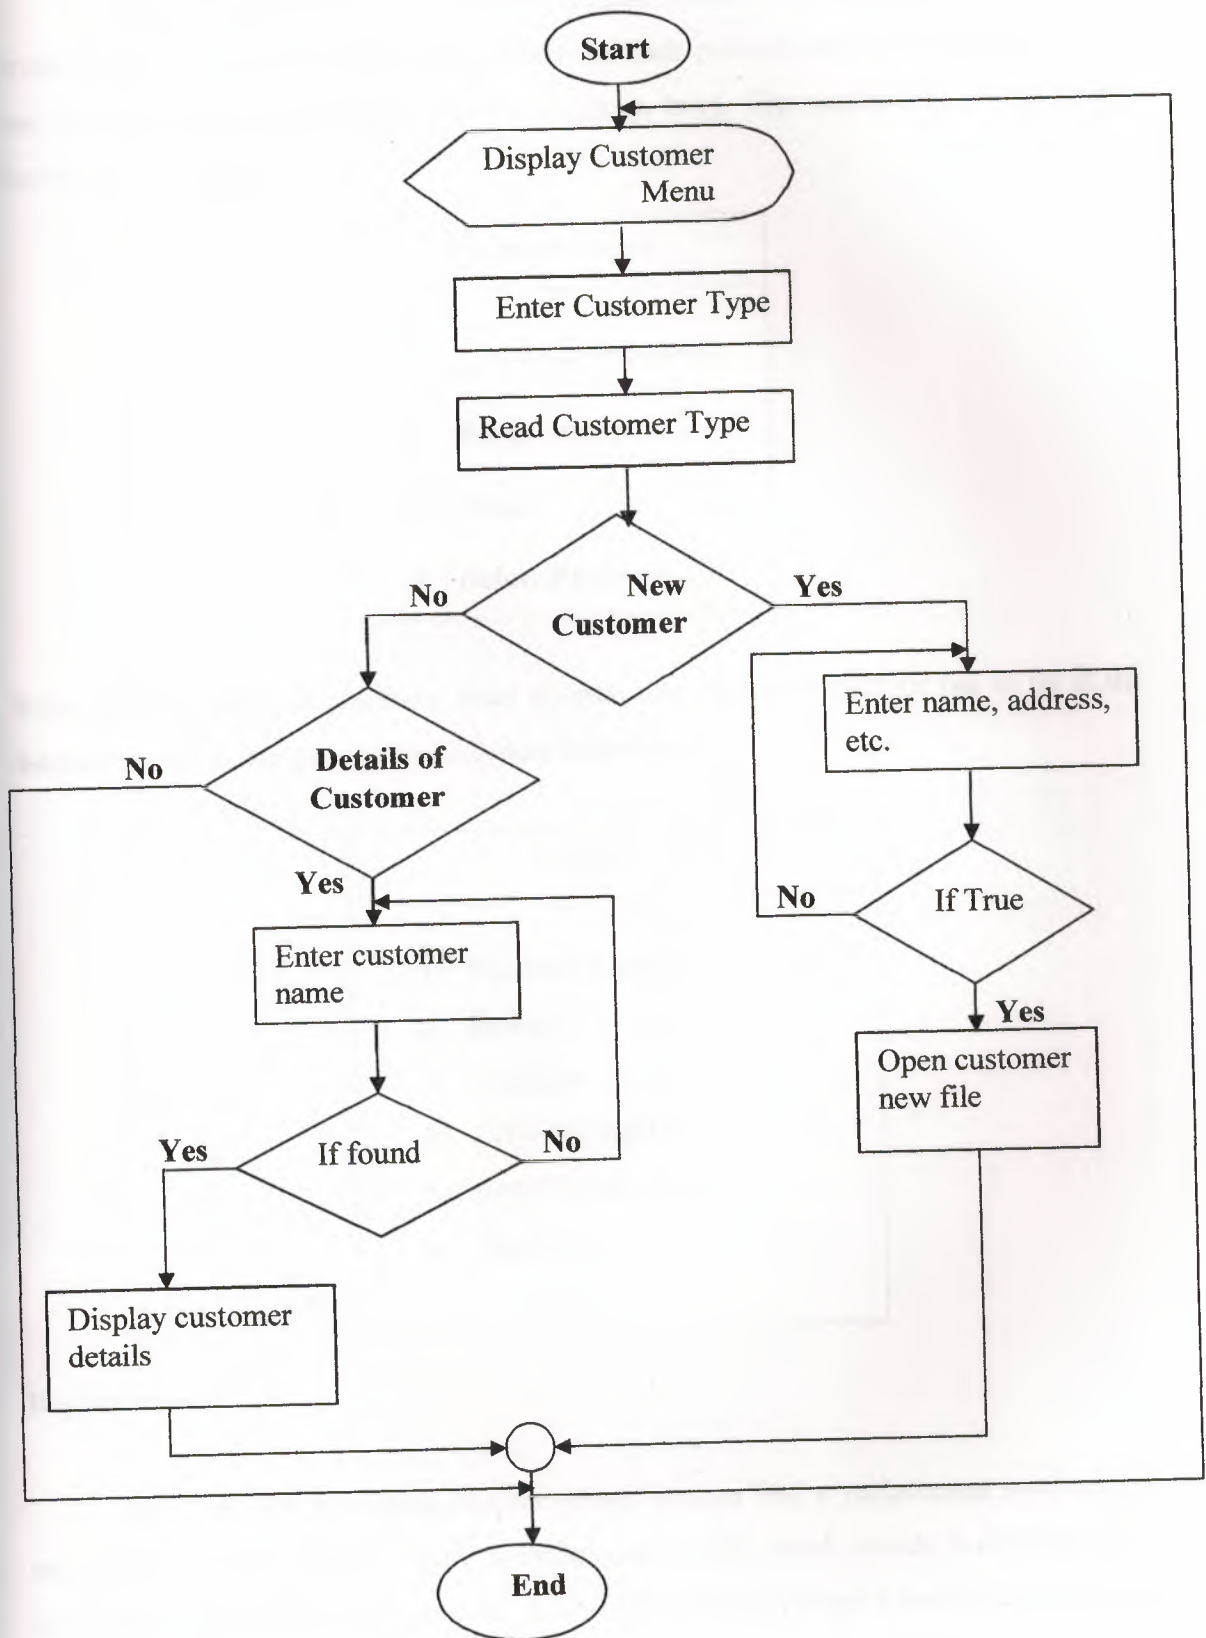 Start
Display Customer
Menu
Enter Customer Type
Read Customer Type
New
Customer
No
Yes
Enter name, address,
etc.
Details of
Customer
No
Yes
If True
No
Yes
Enter customer
name
Open customer
new file
If found
Yes
No
Display customer
details
End